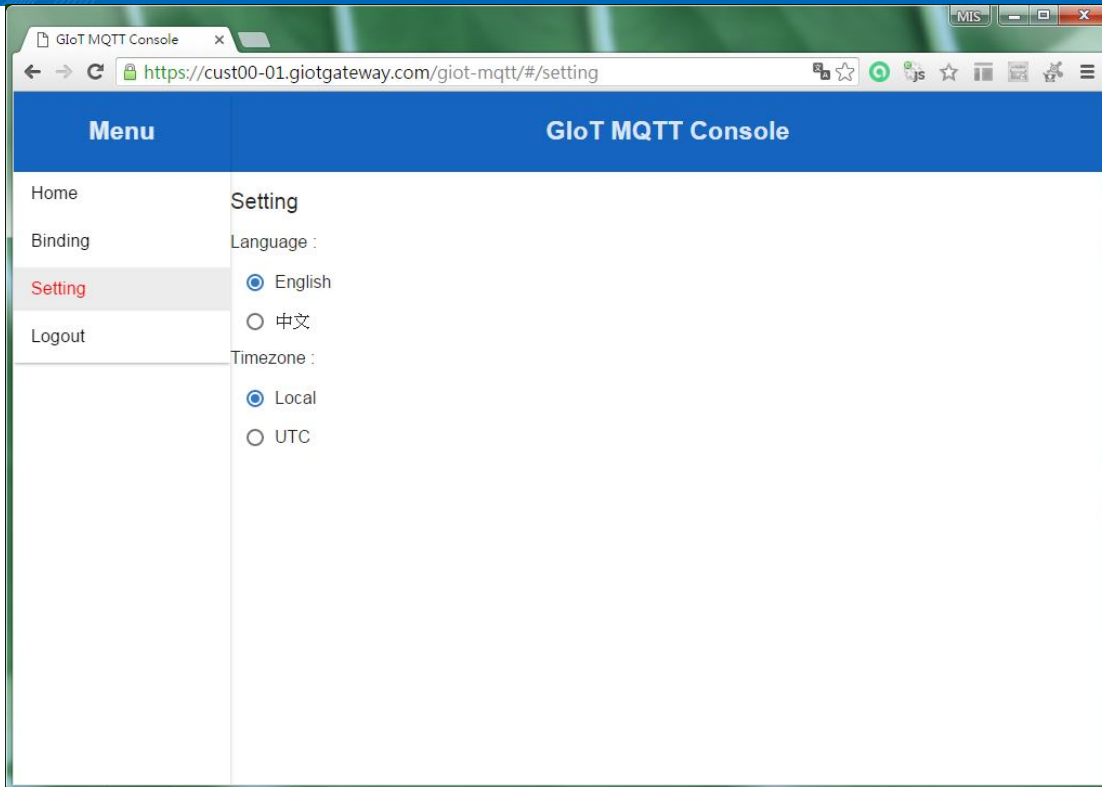 MIS
GIoT MQTT Console
https://cust00-01.giotgateway.com/giot-mqtt/#/setting
js
Menu
GIoT MQTT Console
Home
Setting
Binding
Language :
Setting
English
中文
Logout
Timezone :
Local
UTC